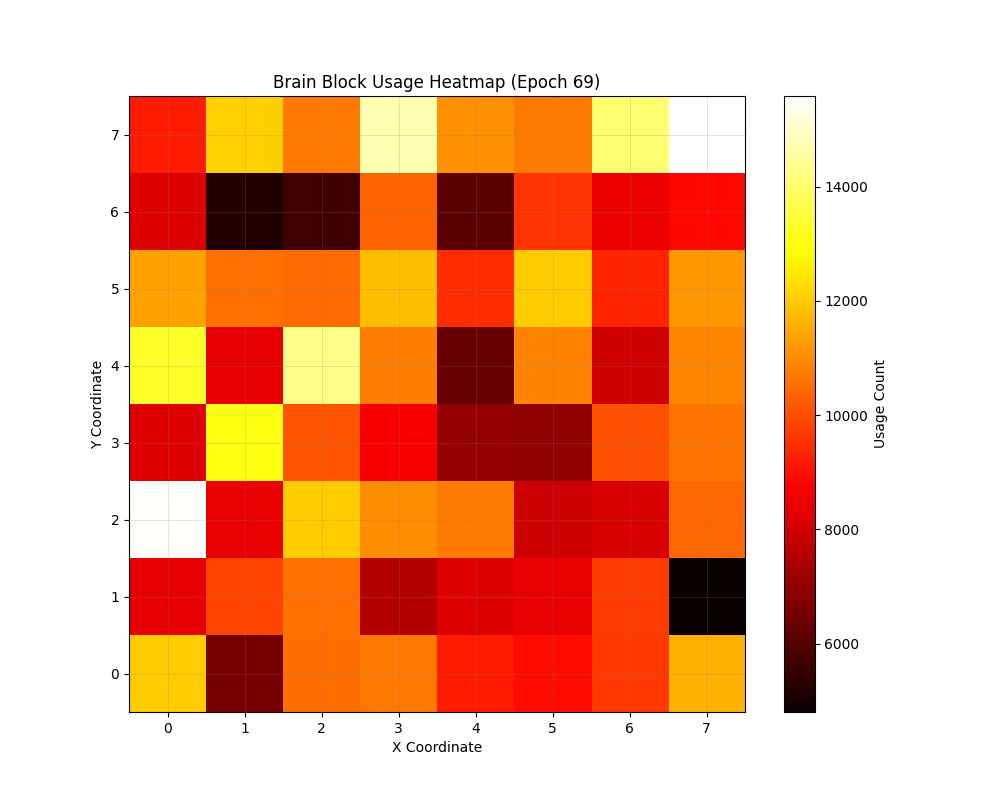 Brain Block Usage Heatmap (Epoch 69)
7
6
5
4
3
2
1
0
Y Coordinate
0 1 2 3 4 5 6 7
X Coordinate
14000
12000
10000
8000
6000
Usage Count